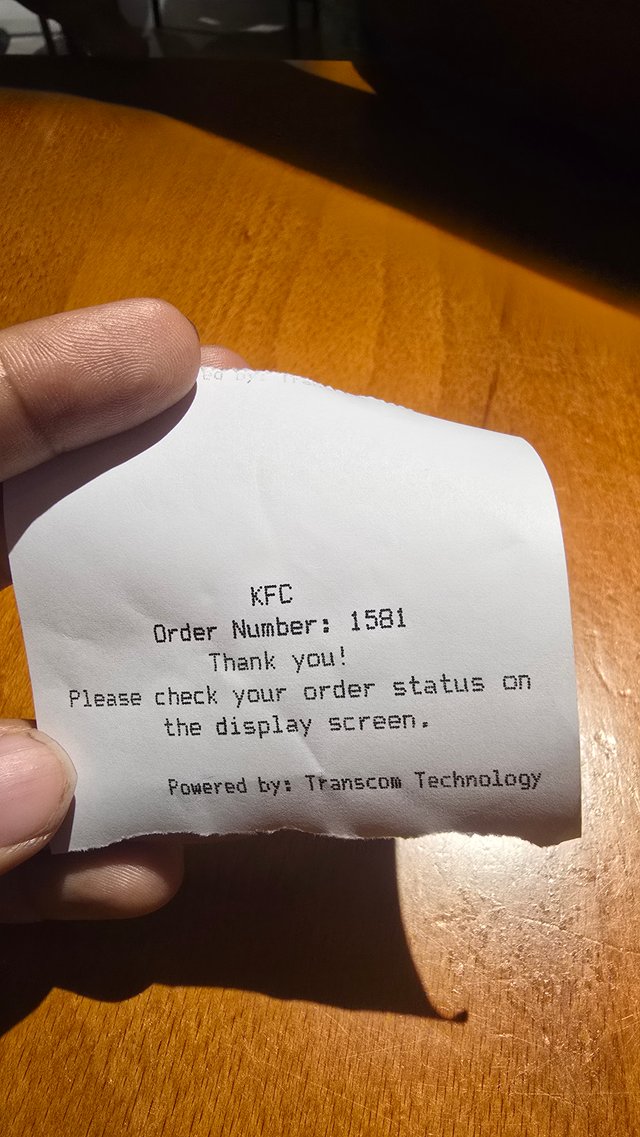 KFC
Order Number: 1581
Thank you!
Please check your order status on
the display screen.
Powered by: Transcom Technology